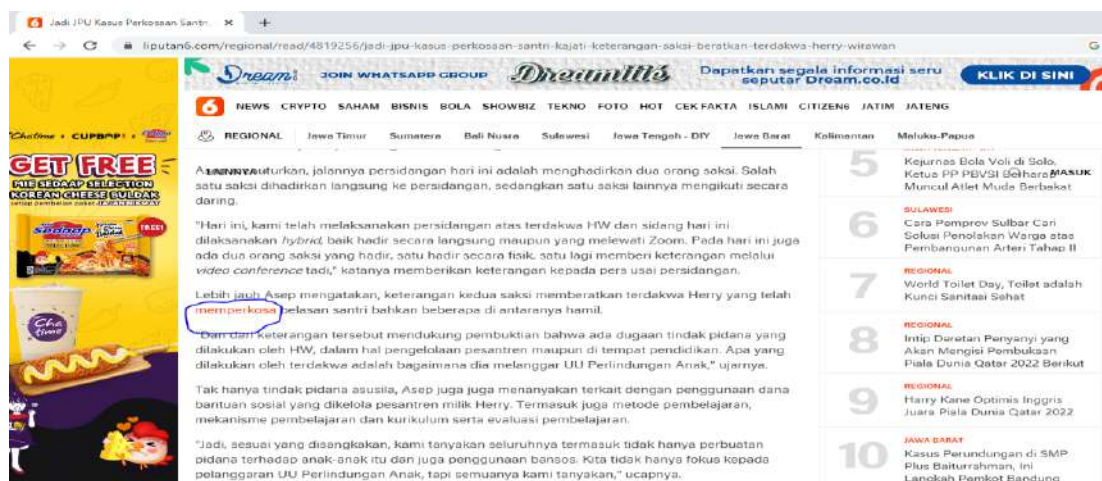 Jadi JPU Kasus Perkosaan Santri
liputan6.com/regional/read/4819256/jadi-jpu-kasus-perkosaan-santri-kajati-keterangan-saksi-beratkan-terdakwa-herry-wirawan
G
Dream JOIN WHATSAPP GROUP Dreamities Dapatkan segala informasi seru
seputar Dream.co.id
KLIK DI SINI
6 NEWS CRYPTO SAHAM BISNIS BOLA SHOWBIZ TEKNO FOTO HOT CEK FAKTA ISLAMI CITIZEN6 JATIM JATENG
REGIONAL Jawa Timur Sumatera Bali Nusra Sulawesi Jawa Tengah - DIY Jawa Barat Kalimantan Maluku-Papua
Chatime CUPBOP
GET FREE
MIE SEDAAP SELECTION
KOREAN CHEESE BULDAK
Sedaap
FREE!
Cha
time
LAINNYA
jalannya persidangan hari ini adalah menghadirkan dua orang saksi. Salah
satu saksi dihadirkan langsung ke persidangan, sedangkan satu saksi lainnya mengikuti secara
daring.
"Hari ini, kami telah melaksanakan persidangan atas terdakwa HW dan sidang hari ini
dilaksanakan hybrid, baik hadir secara langsung maupun yang melewati Zoom. Pada hari ini juga
ada dua orang saksi yang hadir, satu hadir secara fisik, satu lagi memberi keterangan melalui
video conference tadi," katanya memberikan keterangan kepada pers usai persidangan.
Lebih jauh Asep mengatakan, keterangan kedua saksi memberatkan terdakwa Herry yang telah
memperkosa belasan santri bahkan beberapa di antaranya hamil.
"Dan dari keterangan tersebut mendukung pembuktian bahwa ada dugaan tindak pidana yang
dilakukan oleh HW, dalam hal pengelolaan pesantren maupun di tempat pendidikan. Apa yang
dilakukan oleh terdakwa adalah bagaimana dia melanggar UU Perlindungan Anak," ujarnya.
Tak hanya tindak pidana asusila, Asep juga juga menanyakan terkait dengan penggunaan dana
bantuan sosial yang dikelola pesantren milik Herry. Termasuk juga metode pembelajaran,
mekanisme pembelajaran dan kurikulum serta evaluasi pembelajaran.
"Jadi, sesuai yang disangkakan, kami tanyakan seluruhnya termasuk tidak hanya perbuatan
pidana terhadap anak-anak itu dan juga penggunaan bansos. Kita tidak hanya fokus kepada
pelanggaran UU Perlindungan Anak, tapi semuanya kami tanyakan," ucapnya.
5
Kejurnas Bola Voli di Solo,
Ketua PP PBVSI Berharap MASUK
Muncul Atlet Muda Berbakat
6
SULAWESI
Cara Pemprov Sulbar Cari
Solusi Penolakan Warga atas
Pembangunan Arteri Tahap II
7
REGIONAL
World Toilet Day, Toilet adalah
Kunci Sanitasi Sehat
8
REGIONAL
Intip Deretan Penyanyi yang
Akan Mengisi Pembukaan
Piala Dunia Qatar 2022 Berikut
9
REGIONAL
Harry Kane Optimis Inggris
Juara Piala Dunia Qatar 2022
10
JAWA BARAT
Kasus Perundungan di SMP
Plus Baiturrahman, Ini
Langkah Pemkot Bandung